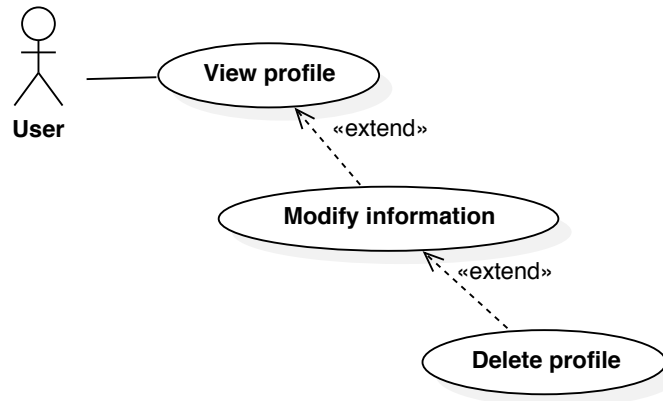 View profile
User
«extend»
Modify information
«extend»
Delete profile